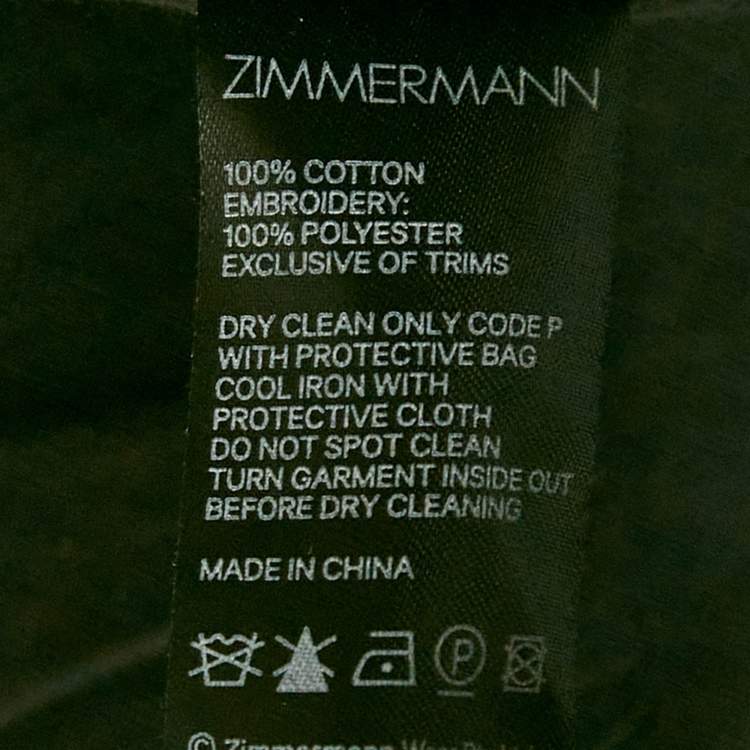 ZIMMERMANN
100% COTTON
EMBROIDERY:
100% POLYESTER
EXCLUSIVE OF TRIMS
DRY CLEAN ONLY CODE P
WITH PROTECTIVE BAG
COOL IRON WITH
PROTECTIVE CLOTH
DO NOT SPOT CLEAN
TURN GARMENT INSIDE OUT
BEFORE DRY CLEANING
MADE IN CHINA
P
© Zimmermann